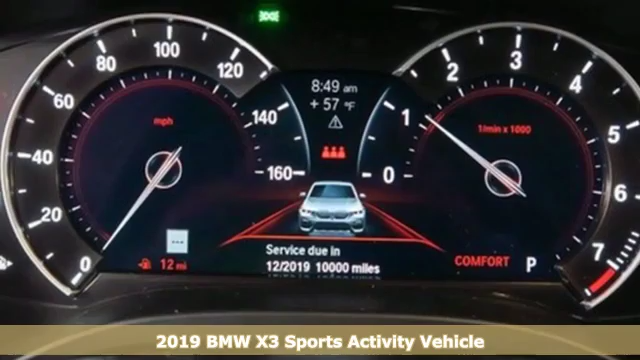 100
80 120
60
8:49 am
+57 °F
mph
140
40
160
20
0
12 mi
2 3 4
1
5
1/min x 1000
0
6
7
Service due in
12/2019 10000 miles
COMFORT P
2019 BMW X3 Sports Activity Vehicle